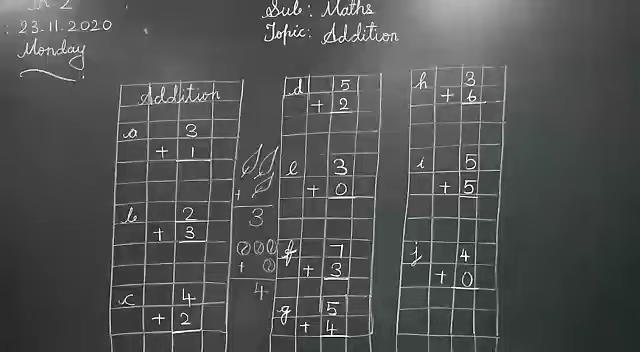 23.11.2020
Monday
Sub: Maths
Topic: Addition
Addition
a 3
+ 1
b 2
+ 3
c 4
+ 2
+
3
+
4
d 5
+ 2
e 3
+ 0
f 7
+ 3
g 5
+ 4
h 3
+ 6
i 5
+ 5
j 4
+ 0